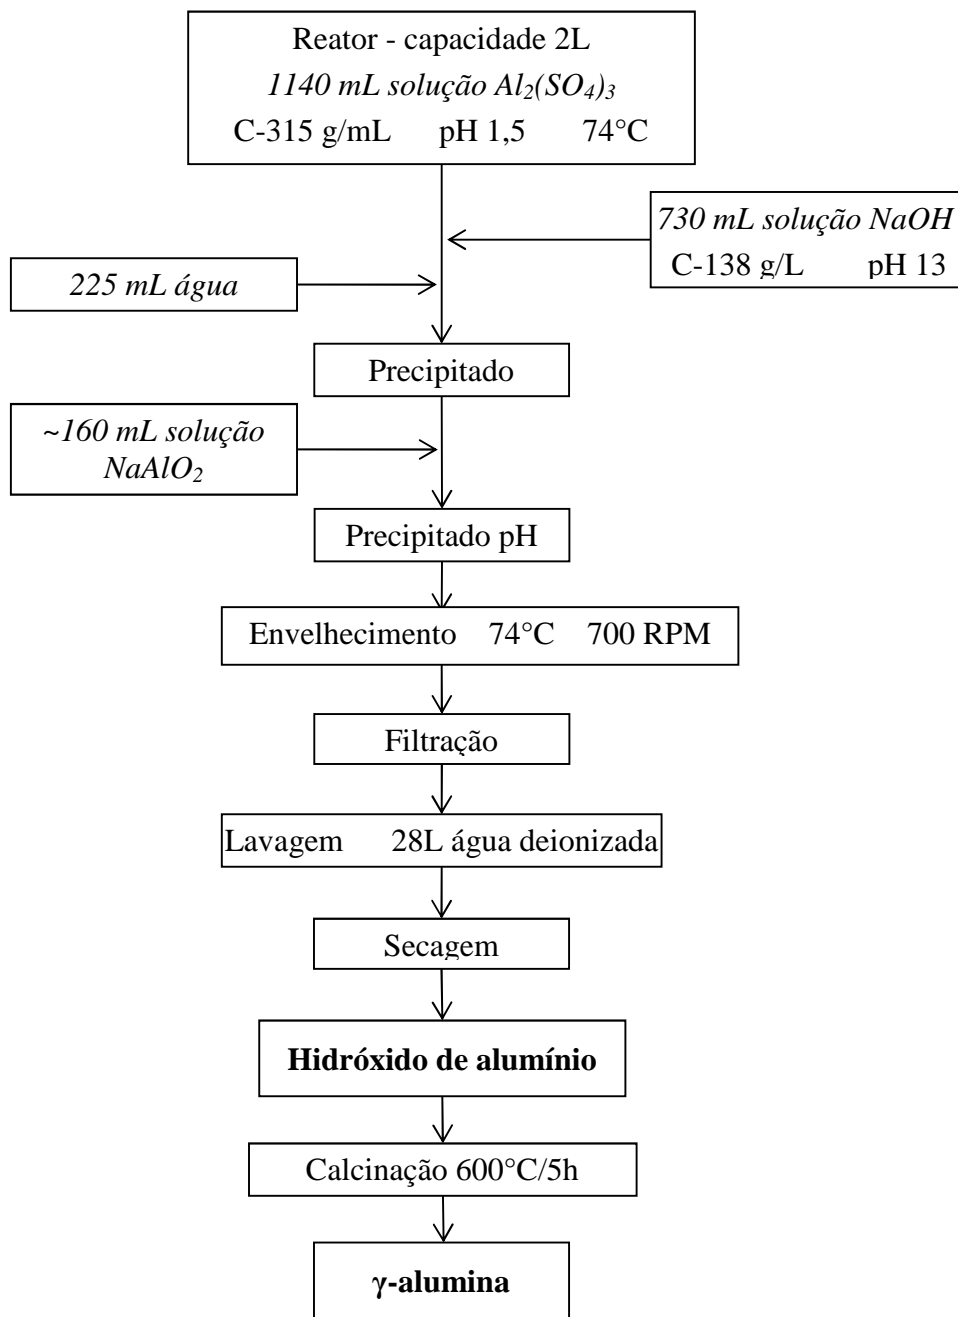 Reator - capacidade 2L
1140 mL solução Al₂(SO₄)₃
C-315 g/mL pH 1,5 74°C
730 mL solução NaOH
C-138 g/L pH 13
225 mL água
Precipitado
~160 mL solução
NaAlO₂
Precipitado pH
Envelhecimento 74°C 700 RPM
Filtração
Lavagem 28L água deionizada
Secagem
Hidróxido de alumínio
Calcinação 600°C/5h
γ-alumina